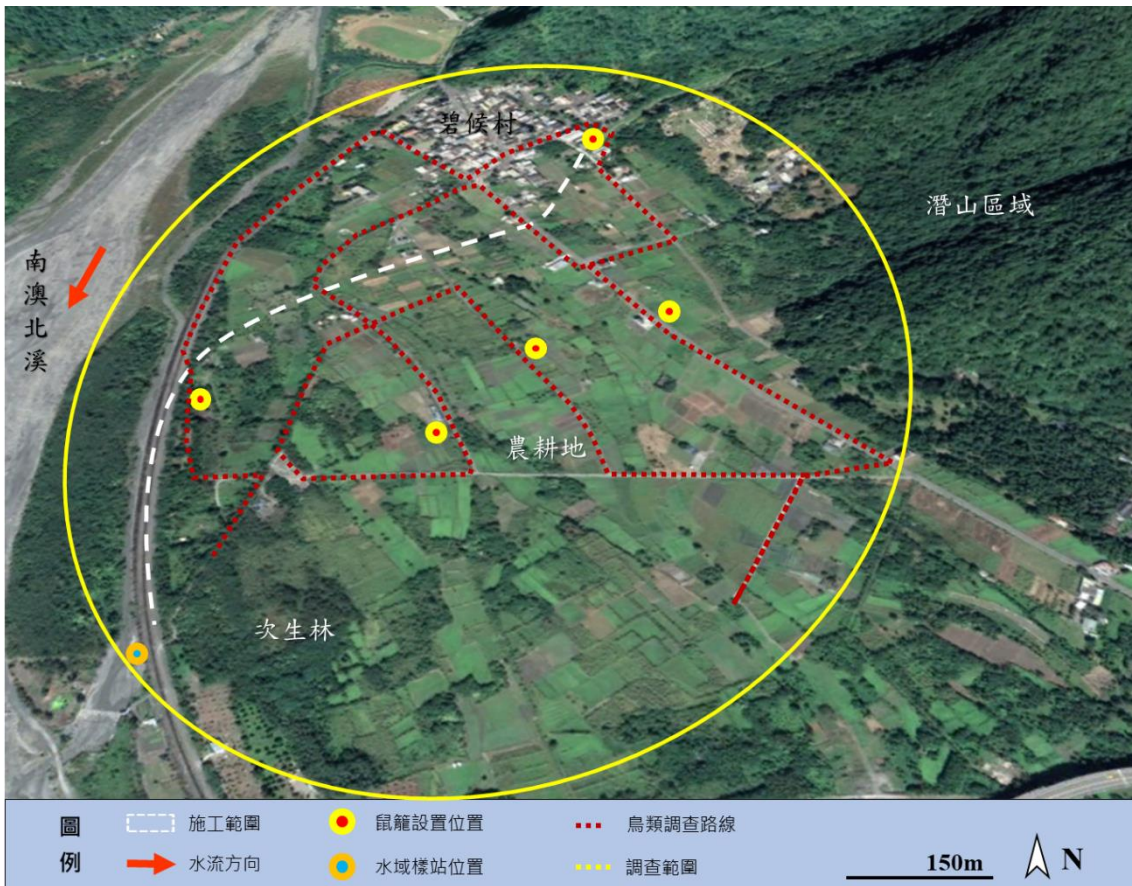 碧候村
潛山區域
南澳北溪
農耕地
次生林
圖例
施工範圍
鼠籠設置位置
鳥類調查路線
水流方向
水域樣站位置
調查範圍
150m
N